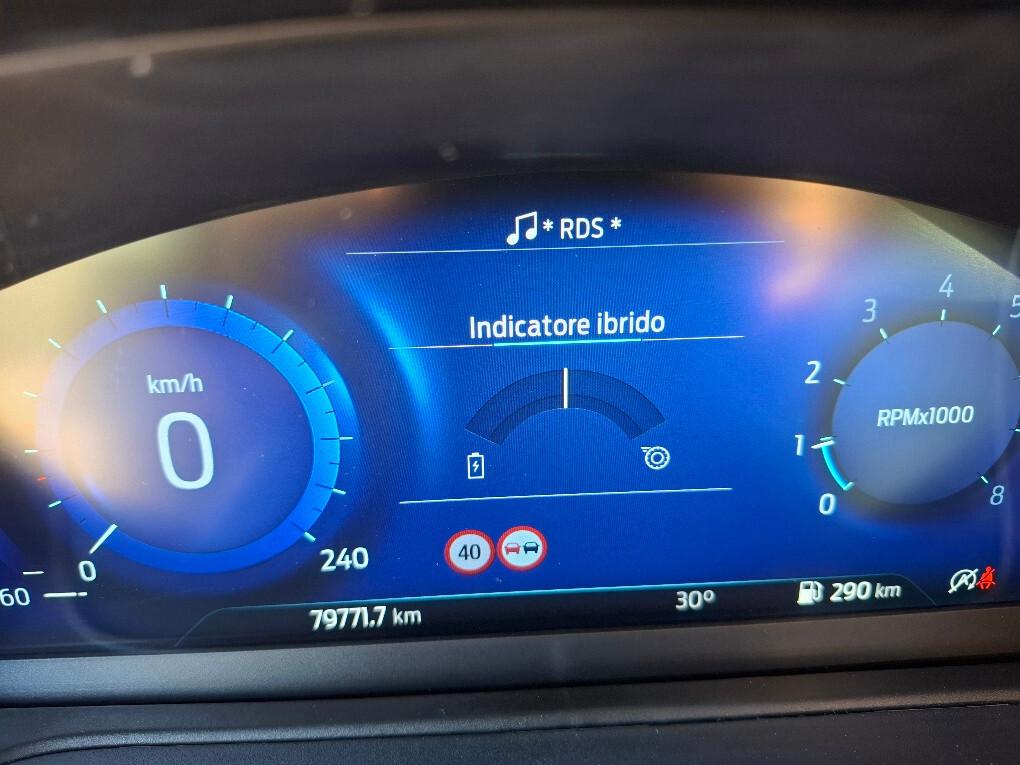 * RDS *
Indicatore ibrido
km/h
0
0
240
60
3
4
5
2
1
0
8
RPMx1000
40
79771.7 km
30°
290 km